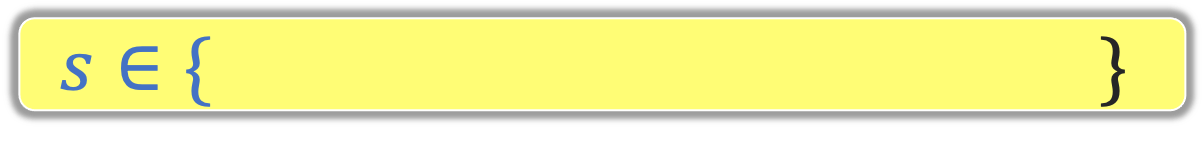 s ∈ { }